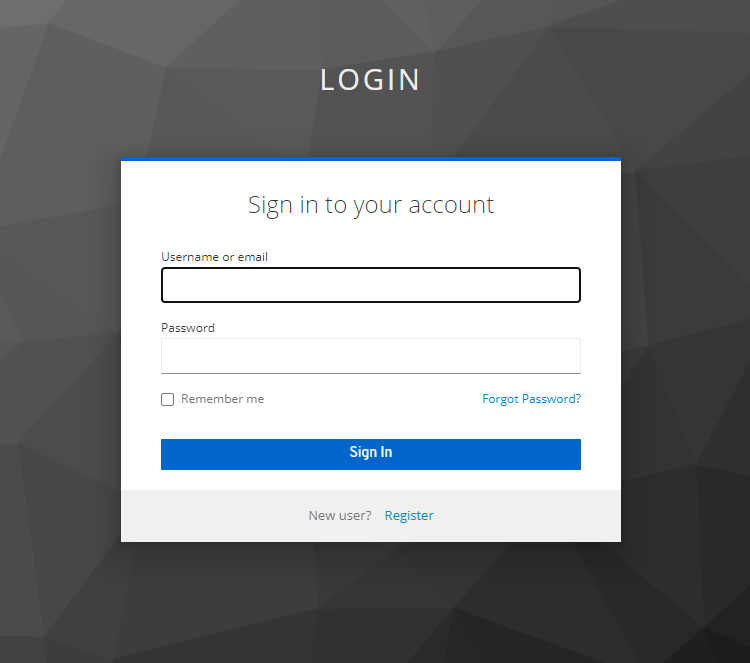 LOGIN
Sign in to your account
Username or email
Password
Remember me Forgot Password?
Sign In
New user? Register